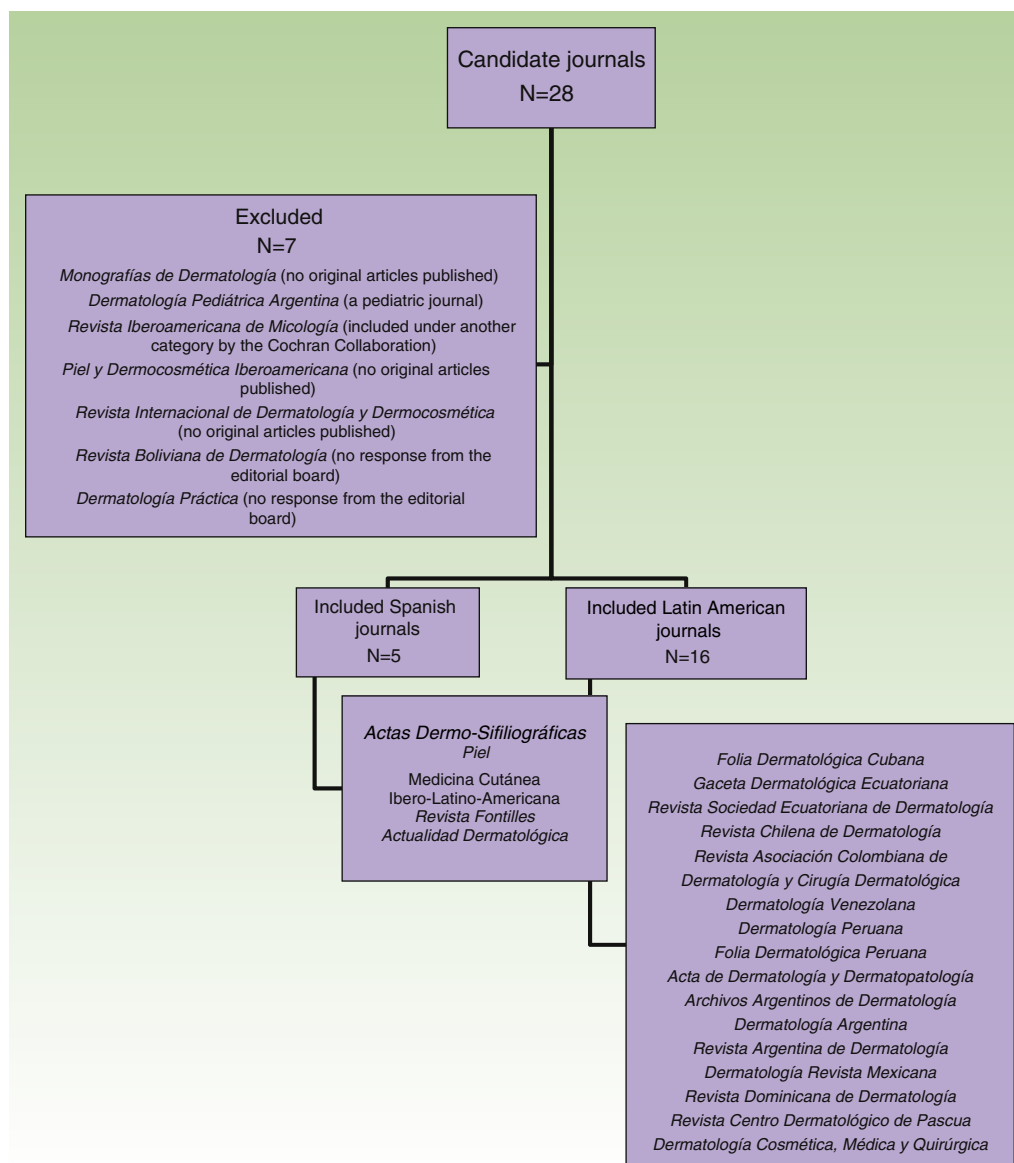 Candidate journals
N=28
Excluded
N=7
Monografías de Dermatología (no original articles published)
Dermatología Pediátrica Argentina (a pediatric journal)
Revista Iberoamericana de Micología (included under another
category by the Cochran Collaboration)
Piel y Dermocosmética Iberoamericana (no original articles
published)
Revista Internacional de Dermatología y Dermocosmética
(no original articles published)
Revista Boliviana de Dermatología (no response from the
editorial board)
Dermatología Práctica (no response from the editorial
board)
Included Spanish
journals
N=5
Included Latin American
journals
N=16
Actas Dermo-Sifiliográficas
Piel
Medicina Cutánea
Ibero-Latino-Americana
Revista Fontilles
Actualidad Dermatológica
Folia Dermatológica Cubana
Gaceta Dermatológica Ecuatoriana
Revista Sociedad Ecuatoriana de Dermatología
Revista Chilena de Dermatología
Revista Asociación Colombiana de
Dermatología y Cirugía Dermatológica
Dermatología Venezolana
Dermatología Peruana
Folia Dermatológica Peruana
Acta de Dermatología y Dermatopatología
Archivos Argentinos de Dermatología
Dermatología Argentina
Revista Argentina de Dermatología
Dermatología Revista Mexicana
Revista Dominicana de Dermatología
Revista Centro Dermatológico de Pascua
Dermatología Cosmética, Médica y Quirúrgica